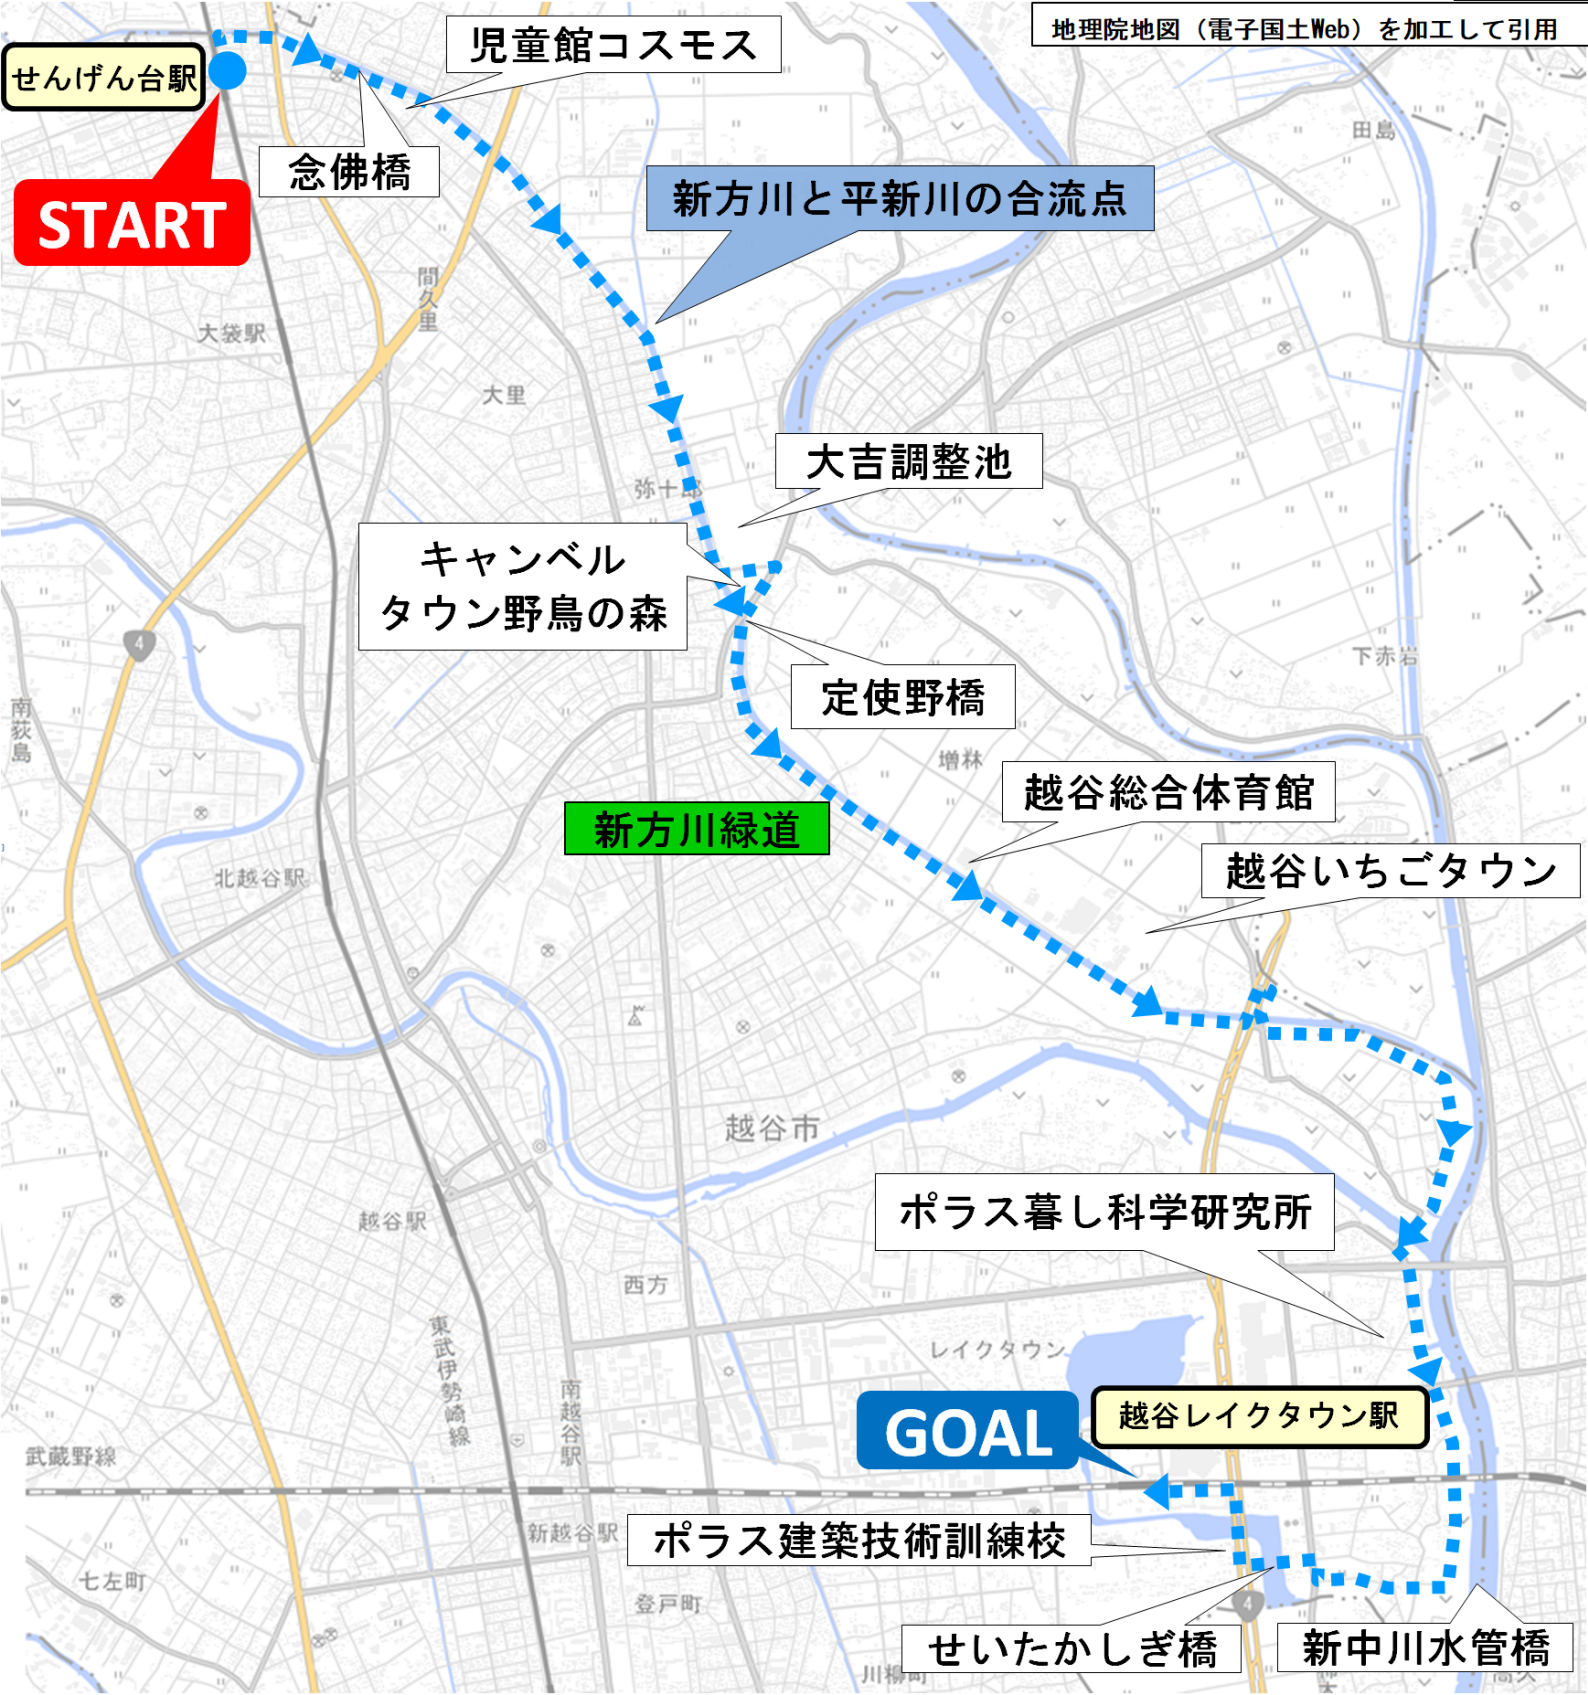 地理院地図（電子国土Web）を加工して引用
児童館コスモス
せんげん台駅
START
念佛橋
田島
新方川と平新川の合流点
間久里
大袋駅
大里
大吉調整池
弥十郎
キャンベル
タウン野鳥の森
4
下赤岩
定使野橋
南荻島
増林
越谷総合体育館
新方川緑道
越谷いちごタウン
北越谷駅
越谷市
ポラス暮し科学研究所
越谷駅
西方
東武伊勢崎線
レイクタウン
南越谷駅
GOAL
越谷レイクタウン駅
武蔵野線
新越谷駅
ポラス建築技術訓練校
七左町
登戸町
4
せいたかしぎ橋
新中川水管橋
川柳町